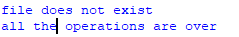 file does not exist
all the operations are over